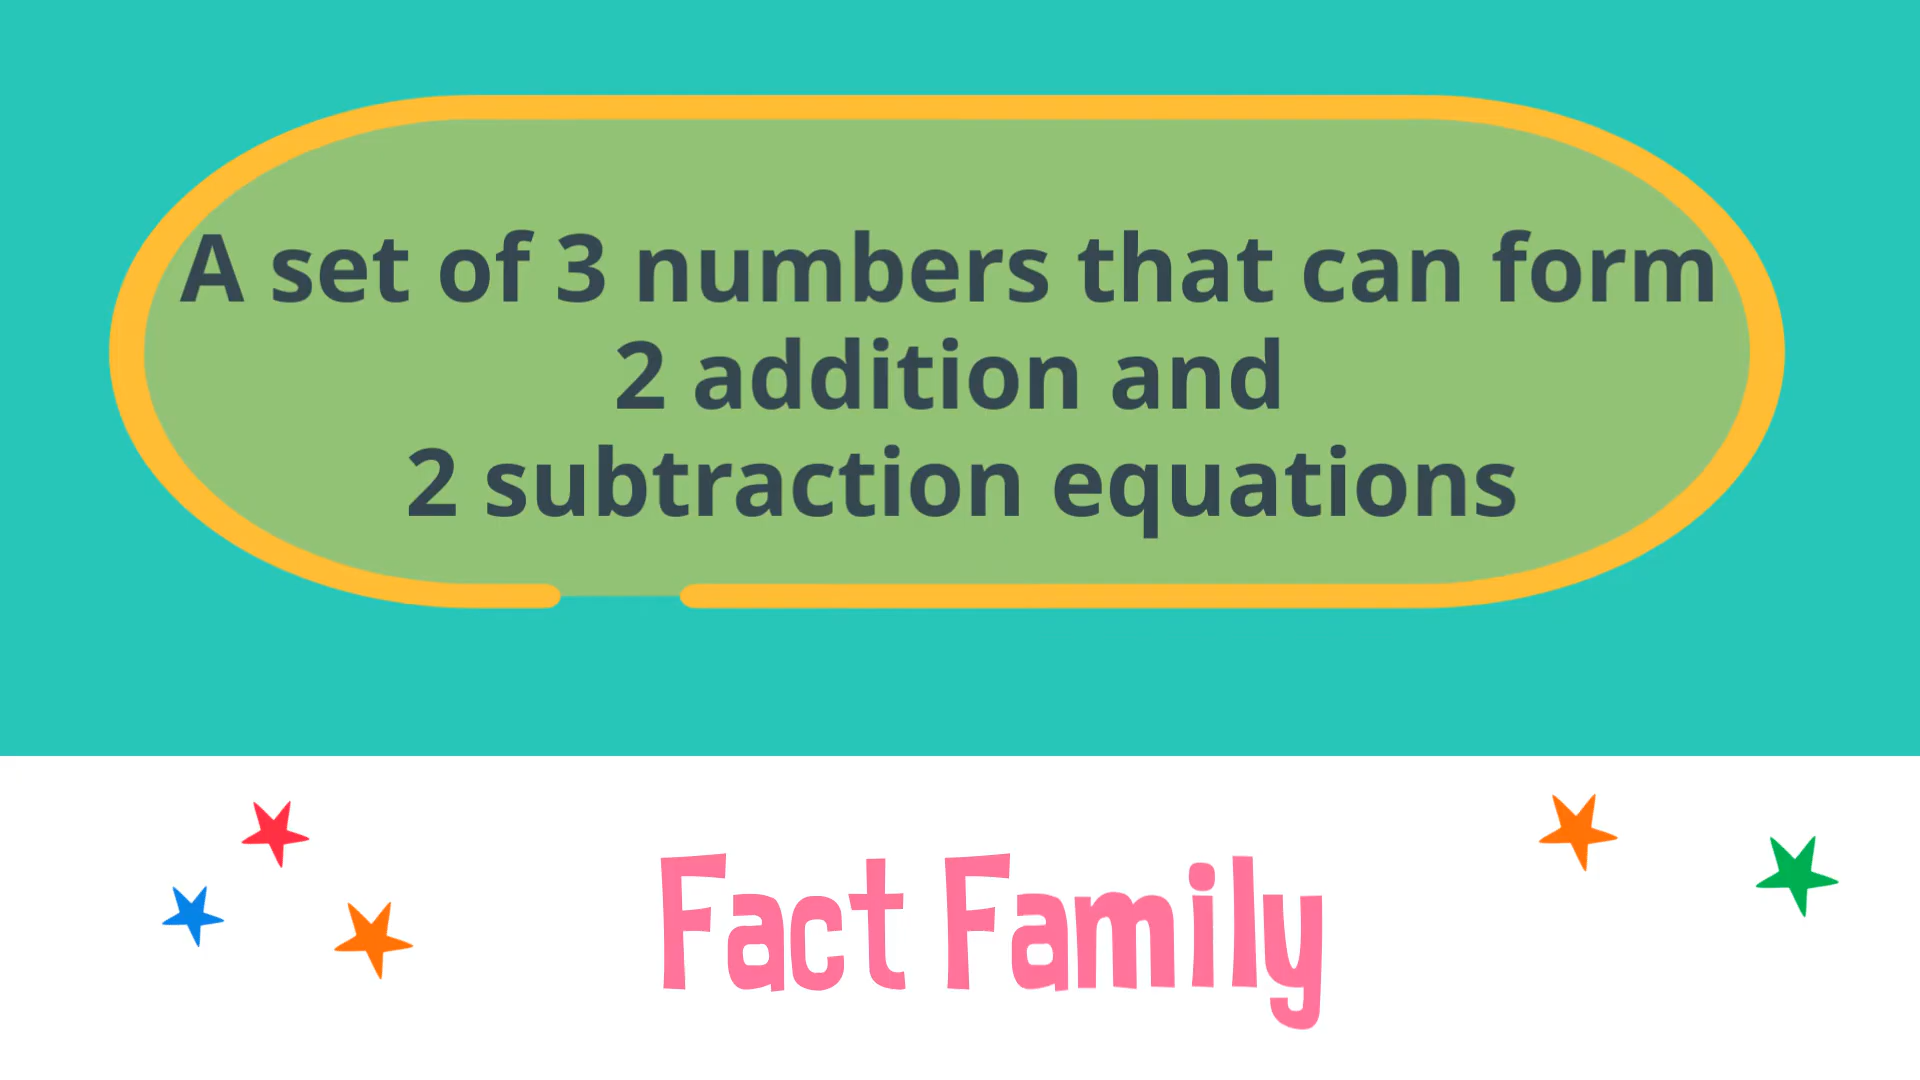 A set of 3 numbers that can form
2 addition and
2 subtraction equations
Fact Family